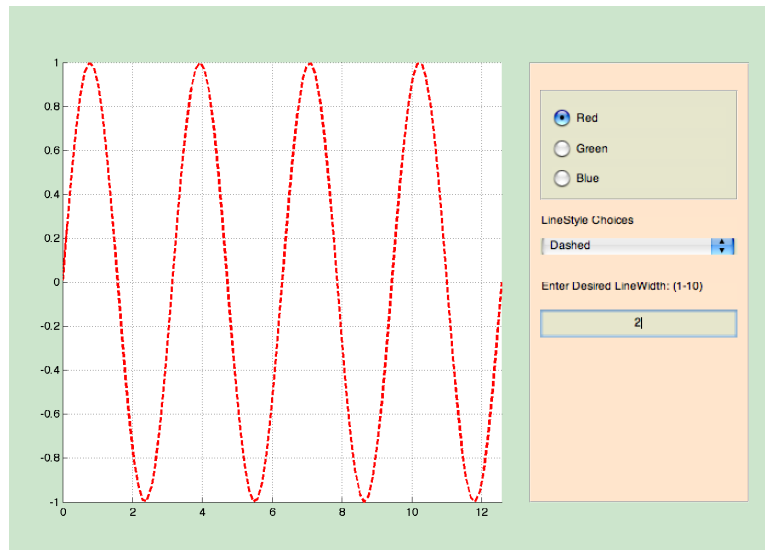 1
0.8
0.6
0.4
0.2
0
-0.2
-0.4
-0.6
-0.8
-1
0 2 4 6 8 10 12
Red
Green
Blue
LineStyle Choices
Dashed
Enter Desired LineWidth: (1-10)
2